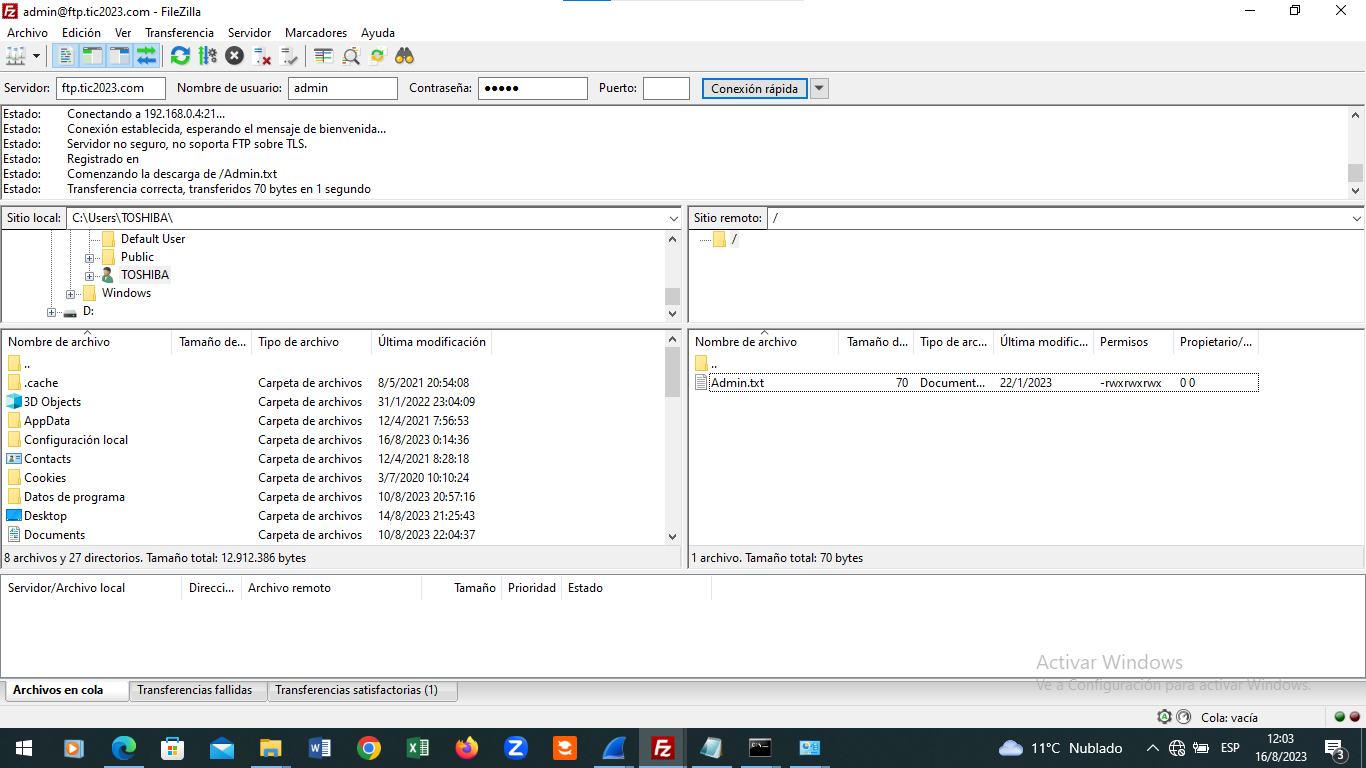 admin@ftp.tic2023.com - FileZilla
Archivo Edición Ver Transferencia Servidor Marcadores Ayuda
Servidor: ftp.tic2023.com Nombre de usuario: admin Contraseña: ●●●●● Puerto: Conexión rápida
Estado: Conectando a 192.168.0.4:21...
Estado: Conexión establecida, esperando el mensaje de bienvenida...
Estado: Servidor no seguro, no soporta FTP sobre TLS.
Estado: Registrado en
Estado: Comenzando la descarga de /Admin.txt
Estado: Transferencia correcta, transferidos 70 bytes en 1 segundo
Sitio local: C:\Users\TOSHIBA\
Default User
Public
TOSHIBA
Windows
D:
Sitio remoto: /
/
Nombre de archivo Tamaño de... Tipo de archivo Última modificación
..
.cache Carpeta de archivos 8/5/2021 20:54:08
3D Objects Carpeta de archivos 31/1/2022 23:04:09
AppData Carpeta de archivos 12/4/2021 7:56:53
Configuración local Carpeta de archivos 16/8/2023 0:14:36
Contacts Carpeta de archivos 12/4/2021 8:28:18
Cookies Carpeta de archivos 3/7/2020 10:10:24
Datos de programa Carpeta de archivos 10/8/2023 20:57:16
Desktop Carpeta de archivos 14/8/2023 21:25:43
Documents Carpeta de archivos 10/8/2023 22:04:37
8 archivos y 27 directorios. Tamaño total: 12.912.386 bytes
Nombre de archivo Tamaño d... Tipo de arc... Última modific... Permisos Propietario/...
..
Admin.txt 70 Document... 22/1/2023 -rwxrwxrwx 0 0
1 archivo. Tamaño total: 70 bytes
Servidor/Archivo local Direcci... Archivo remoto Tamaño Prioridad Estado
Activar Windows
Ve a Configuración para activar Windows.
Archivos en cola Transferencias fallidas Transferencias satisfactorias (1)
Cola: vacía
11°C Nublado ESP 12:03
16/8/2023
3